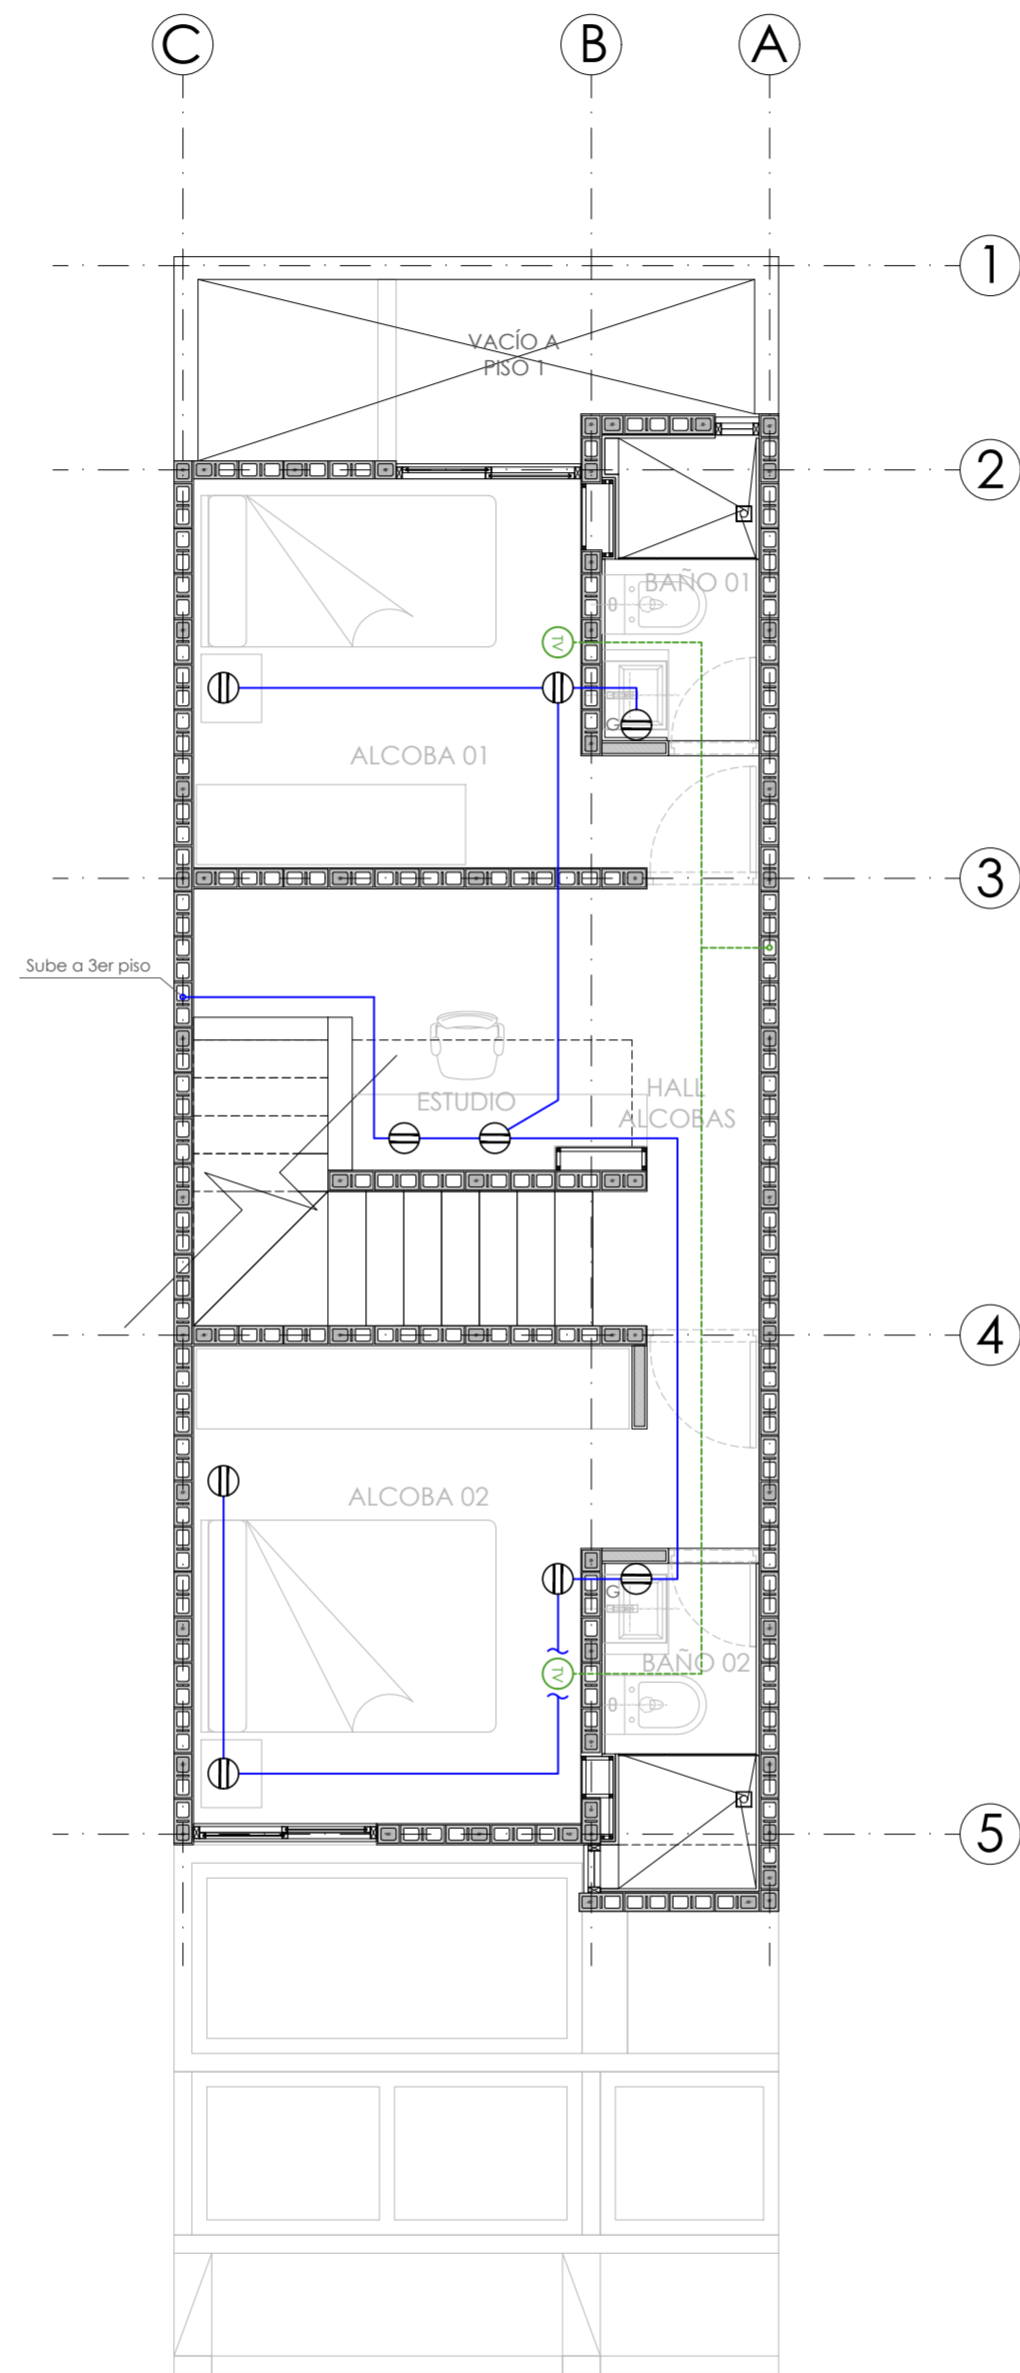 C
B
A
1
VACÍO A
PISO 1
2
BAÑO 01
TV
G
ALCOBA 01
3
Sube a 3er piso
ESTUDIO
HALL
ALCOBAS
4
ALCOBA 02
G
BAÑO 02
TV
5